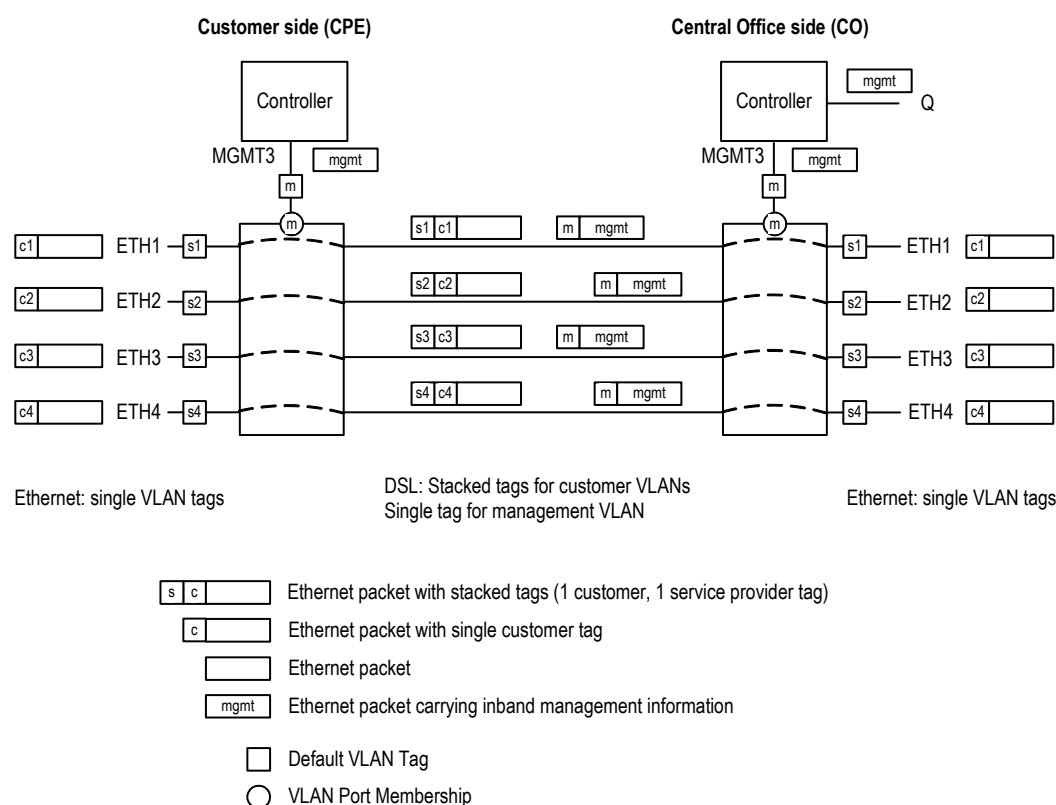 Customer side (CPE) Central Office side (CO)
Controller Controller mgmt Q
MGMT3 mgmt MGMT3 mgmt
m m
m m
c1 ETH1 s1 s1 c1 m mgmt s1 ETH1 c1
c2 ETH2 s2 s2 c2 m mgmt s2 ETH2 c2
c3 ETH3 s3 s3 c3 m mgmt s3 ETH3 c3
c4 ETH4 s4 s4 c4 m mgmt s4 ETH4 c4
Ethernet: single VLAN tags
DSL: Stacked tags for customer VLANs
Single tag for management VLAN
Ethernet: single VLAN tags
s c Ethernet packet with stacked tags (1 customer, 1 service provider tag)
c Ethernet packet with single customer tag
Ethernet packet
mgmt Ethernet packet carrying inband management information
Default VLAN Tag
VLAN Port Membership